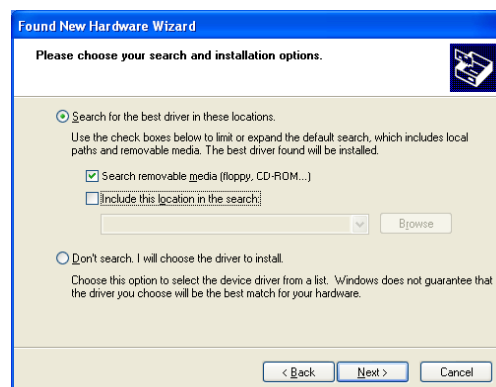 Found New Hardware Wizard
Please choose your search and installation options.
Search for the best driver in these locations.
Use the check boxes below to limit or expand the default search, which includes local
paths and removable media. The best driver found will be installed.
Search removable media (floppy, CD-ROM...)
Include this location in the search:
Browse
Don't search. I will choose the driver to install.
Choose this option to select the device driver from a list. Windows does not guarantee that
the driver you choose will be the best match for your hardware.
< Back
Next >
Cancel